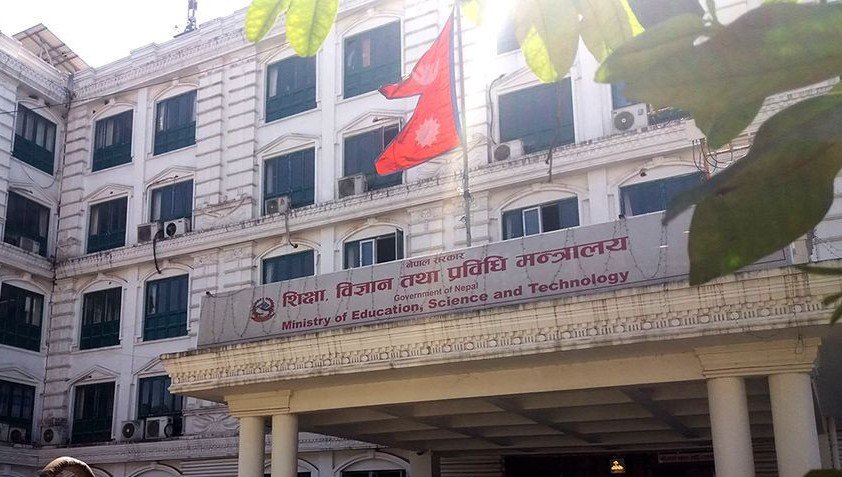 नेपाल सरकार
शिक्षा, विज्ञान तथा प्रविधि मन्त्रालय
Government of Nepal
Ministry of Education, Science and Technology